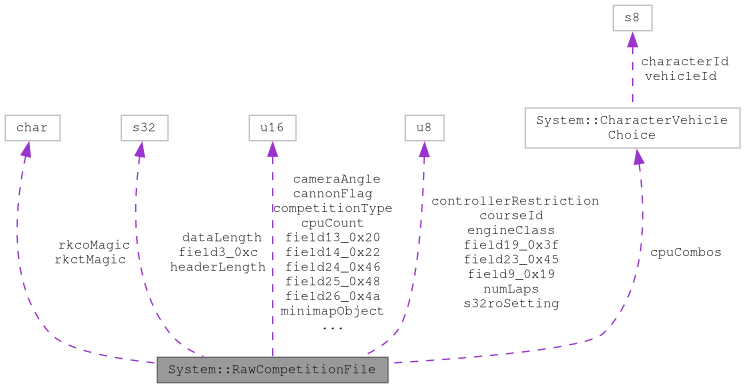 s8
characterId
vehicleId
char
s32
u16
u8
System::CharacterVehicle
Choice
cameraAngle
cannonFlag
competitionType
cpuCount
field13_0x20
field14_0x22
field24_0x46
field25_0x48
field26_0x4a
minimapObject
...
controllerRestriction
courseId
engineClass
field19_0x3f
field23_0x45
field9_0x19
numLaps
s32roSetting
rkcoMagic
rkctMagic
dataLength
field3_0xc
headerLength
cpuCombos
System::RawCompetitionFile